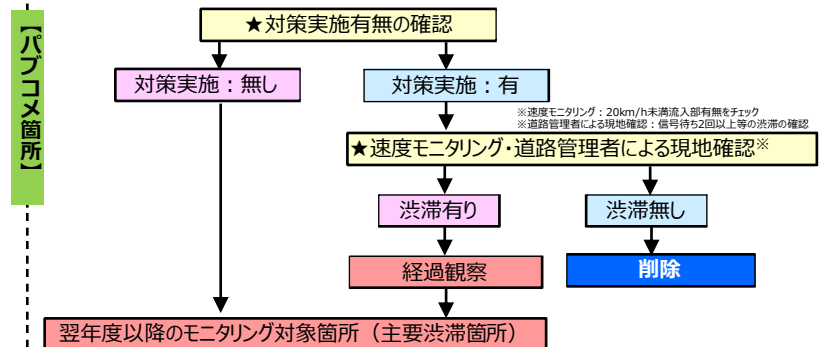 【パブコメ箇所】
★対策実施有無の確認
対策実施：無し
対策実施：有
※速度モニタリング：20km/h未満流入部有無をチェック
※道路管理者による現地確認：信号待ち2回以上等の渋滞の確認
★速度モニタリング・道路管理者による現地確認※
渋滞有り
渋滞無し
経過観察
削除
翌年度以降のモニタリング対象箇所（主要渋滞箇所）